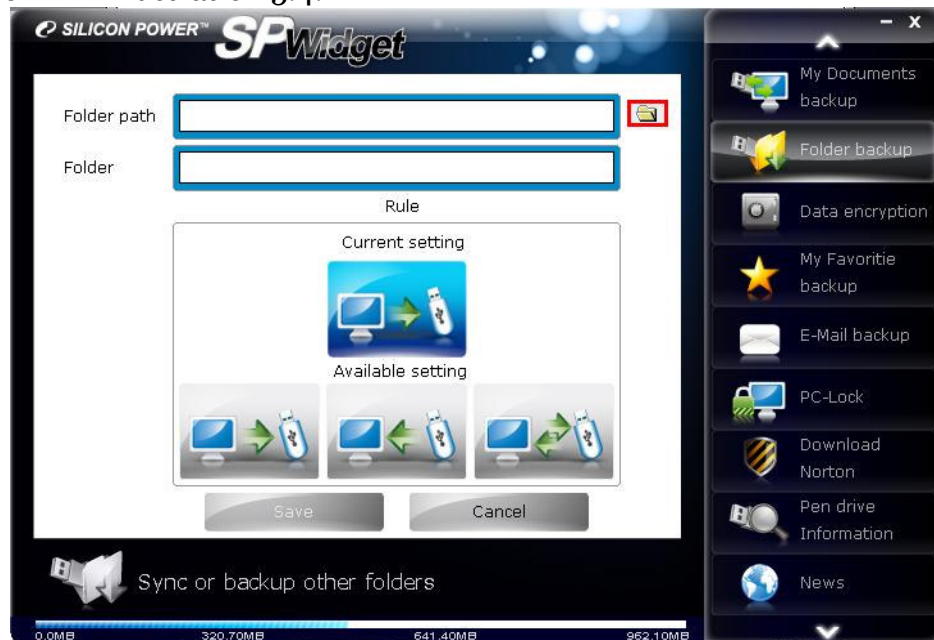 SILICON POWER™ SPWidget
- x
Folder path
Folder
Rule
Current setting
Available setting
Save
Cancel
Sync or backup other folders
0.0MB 320.70MB 641.40MB 962.10MB
My Documents
backup
Folder backup
Data encryption
My Favoritie
backup
E-Mail backup
PC-Lock
Download
Norton
Pen drive
Information
News